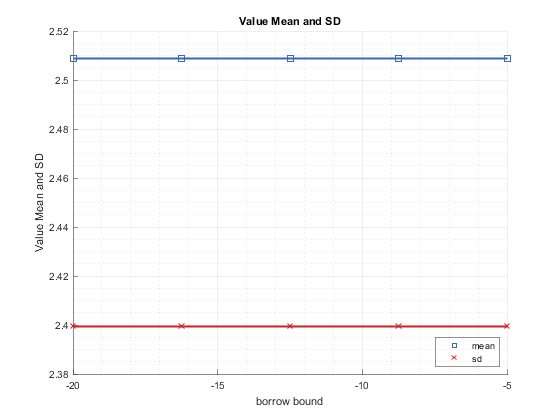 Value Mean and SD
2.52
2.5
2.48
2.46
2.44
2.42
2.4
2.38
Value Mean and SD
-20
-15
-10
-5
borrow bound
mean
sd